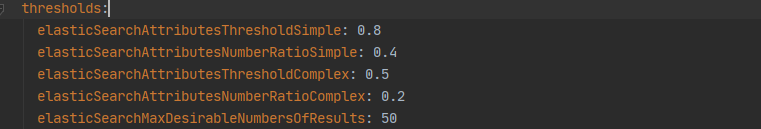 thresholds:
elasticSearchAttributesThresholdSimple: 0.8
elasticSearchAttributesNumberRatioSimple: 0.4
elasticSearchAttributesThresholdComplex: 0.5
elasticSearchAttributesNumberRatioComplex: 0.2
elasticSearchMaxDesirableNumbersOfResults: 50